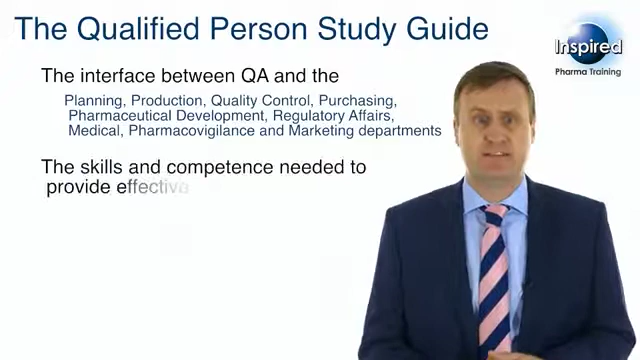 The Qualified Person Study Guide
Inspired
Pharma Training
The interface between QA and the
Planning, Production, Quality Control, Purchasing,
Pharmaceutical Development, Regulatory Affairs,
Medical, Pharmacovigilance and Marketing departments
The skills and competence needed to
provide effective